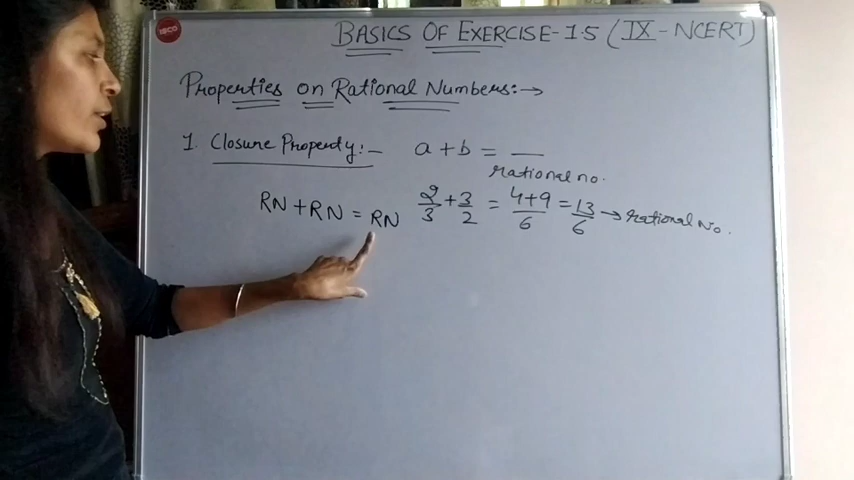 BASICS OF EXERCISE-1.5 (IX - NCERT)
Properties on Rational Numbers:→
1. Closure Property:- a + b = __
rational no.
RN + RN = RN 2/3 + 3/2 = 4+9/6 = 13/6 → rational No.